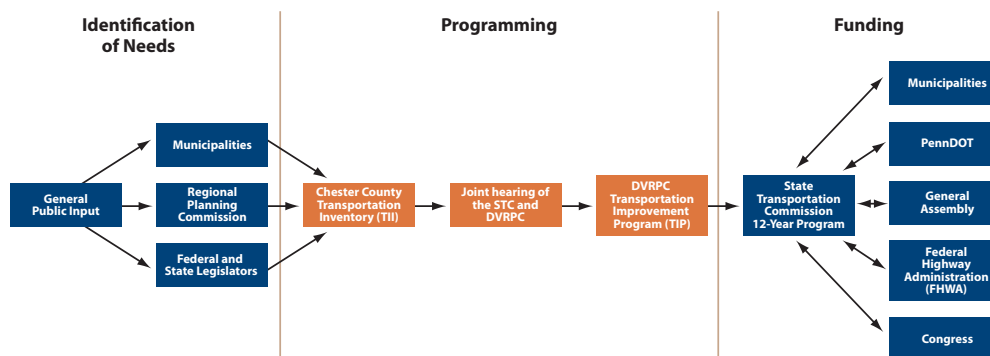 Identification
of Needs
Programming
Funding
General
Public Input
Municipalities
Regional
Planning
Commission
Federal and
State Legislators
Chester County
Transportation
Inventory (TII)
Joint hearing of
the STC and
DVRPC
DVRPC
Transportation
Improvement
Program (TIP)
State
Transportation
Commission
12-Year Program
Municipalities
PennDOT
General
Assembly
Federal
Highway
Administration
(FHWA)
Congress